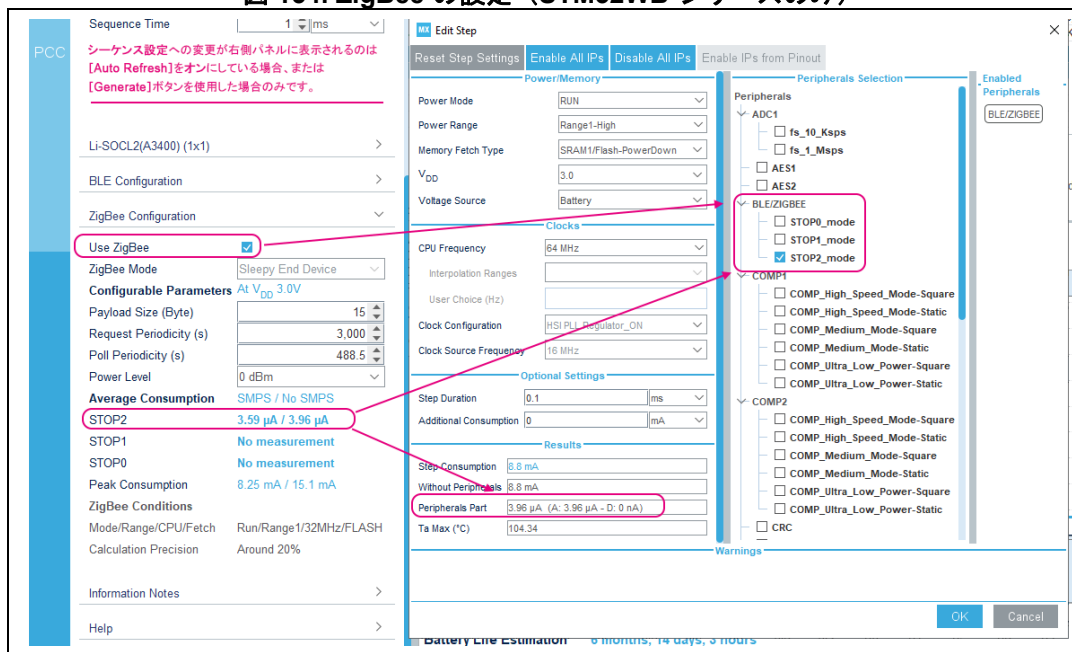 Sequence Time 1 ms
PCC
シーケンス設定への変更が
右側パネルに表示されるのは
[Auto Refresh]をオンにして
いる場合、または
[Generate]ボタンを使用し
た場合のみです。
Li-SOCL2(A3400) (1x1)
BLE Configuration
ZigBee Configuration
Use ZigBee
ZigBee Mode Sleepy End Device
Configurable Parameters At VDD 3.0V
Payload Size (Byte) 15
Request Periodicity (s) 3,000
Poll Periodicity (s) 488.5
Power Level 0 dBm
Average Consumption SMPS / No SMPS
STOP2 3.59 µA / 3.96 µA
STOP1 No measurement
STOP0 No measurement
Peak Consumption 8.25 mA / 15.1 mA
ZigBee Conditions
Mode/Range/CPU/Fetch Run/Range1/32MHz/FLASH
Calculation Precision Around 20%
Information Notes
Help
MX Edit Step
Reset Step Settings Enable All IPs Disable All IPs Enable IPs from Pinout
Power/Memory
Power Mode RUN
Power Range Range1-High
Memory Fetch Type SRAM1/Flash-PowerDown
VDD 3.0
Voltage Source Battery
Clocks
CPU Frequency 64 MHz
Interpolation Ranges
User Choice (Hz)
Clock Configuration HSI PLL Regulator_ON
Clock Source Frequency 16 MHz
Optional Settings
Step Duration 0.1 ms
Additional Consumption 0 mA
Results
Step Consumption 8.8 mA
Without Peripherals 8.8 mA
Peripherals Part 3.96 µA (A: 3.96 µA - D: 0 nA)
Ta Max (°C) 104.34
Peripherals Selection
Peripherals
ADC1
fs_10_Ksps
fs_1_Msps
AES1
AES2
BLE/ZIGBEE
STOP0_mode
STOP1_mode
STOP2_mode
COMP1
COMP_High_Speed_Mode-Square
COMP_High_Speed_Mode-Static
COMP_Medium_Mode-Square
COMP_Medium_Mode-Static
COMP_Ultra_Low_Power-Square
COMP_Ultra_Low_Power-Static
COMP2
COMP_High_Speed_Mode-Square
COMP_High_Speed_Mode-Static
COMP_Medium_Mode-Square
COMP_Medium_Mode-Static
COMP_Ultra_Low_Power-Square
COMP_Ultra_Low_Power-Static
CRC
Enabled
Peripherals
BLE/ZIGBEE
Warnings
OK Cancel
Battery Life Estimation 6 months, 14 days, 3 hours